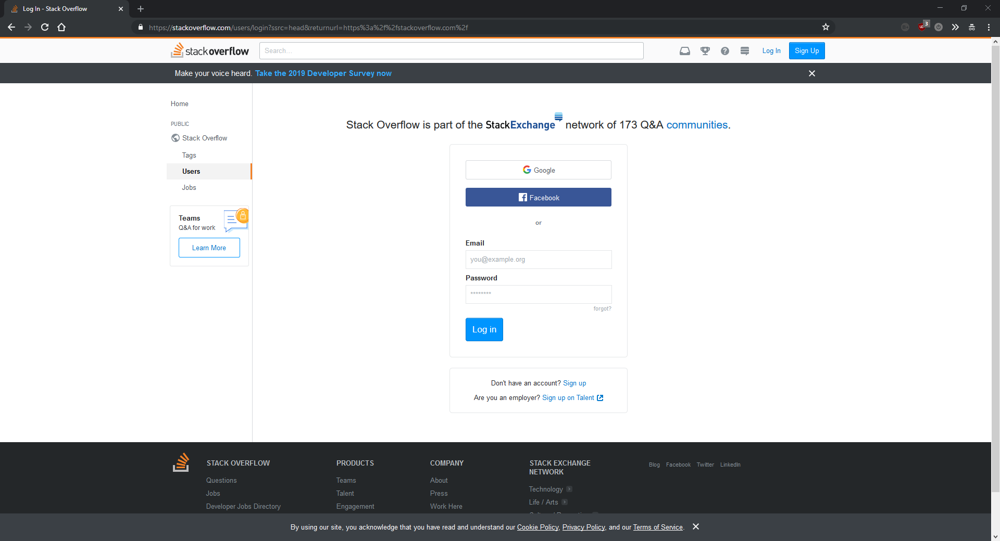 Log In - Stack Overflow
https://stackoverflow.com/users/login?ssrc=head&returnurl=https%3a%2f%2fstackoverflow.com%2f
3
stackoverflow
Search...
Log In
Sign Up
Make your voice heard. Take the 2019 Developer Survey now
Home
PUBLIC
Stack Overflow
Tags
Users
Jobs
Teams
Q&A for work
Learn More
Stack Overflow is part of the StackExchange network of 173 Q&A communities.
Google
Facebook
or
Email
you@example.org
Password
********
forgot?
Log in
Don't have an account? Sign up
Are you an employer? Sign up on Talent
STACK OVERFLOW
Questions
Jobs
Developer Jobs Directory
PRODUCTS
Teams
Talent
Engagement
COMPANY
About
Press
Work Here
STACK EXCHANGE
NETWORK
Technology
Life / Arts
Blog Facebook Twitter LinkedIn
By using our site, you acknowledge that you have read and understand our Cookie Policy, Privacy Policy, and our Terms of Service.